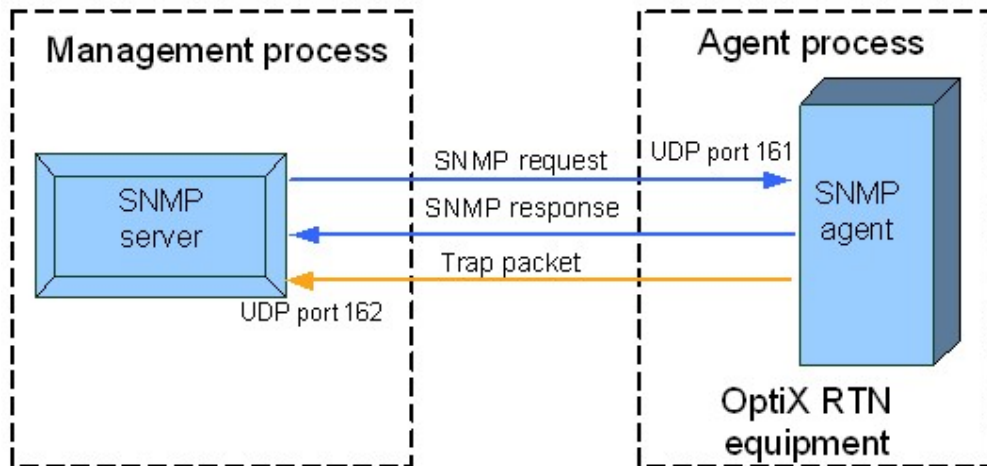 Management process
Agent process
SNMP request
UDP port 161
SNMP
server
SNMP response
SNMP
agent
Trap packet
UDP port 162
OptiX RTN
equipment